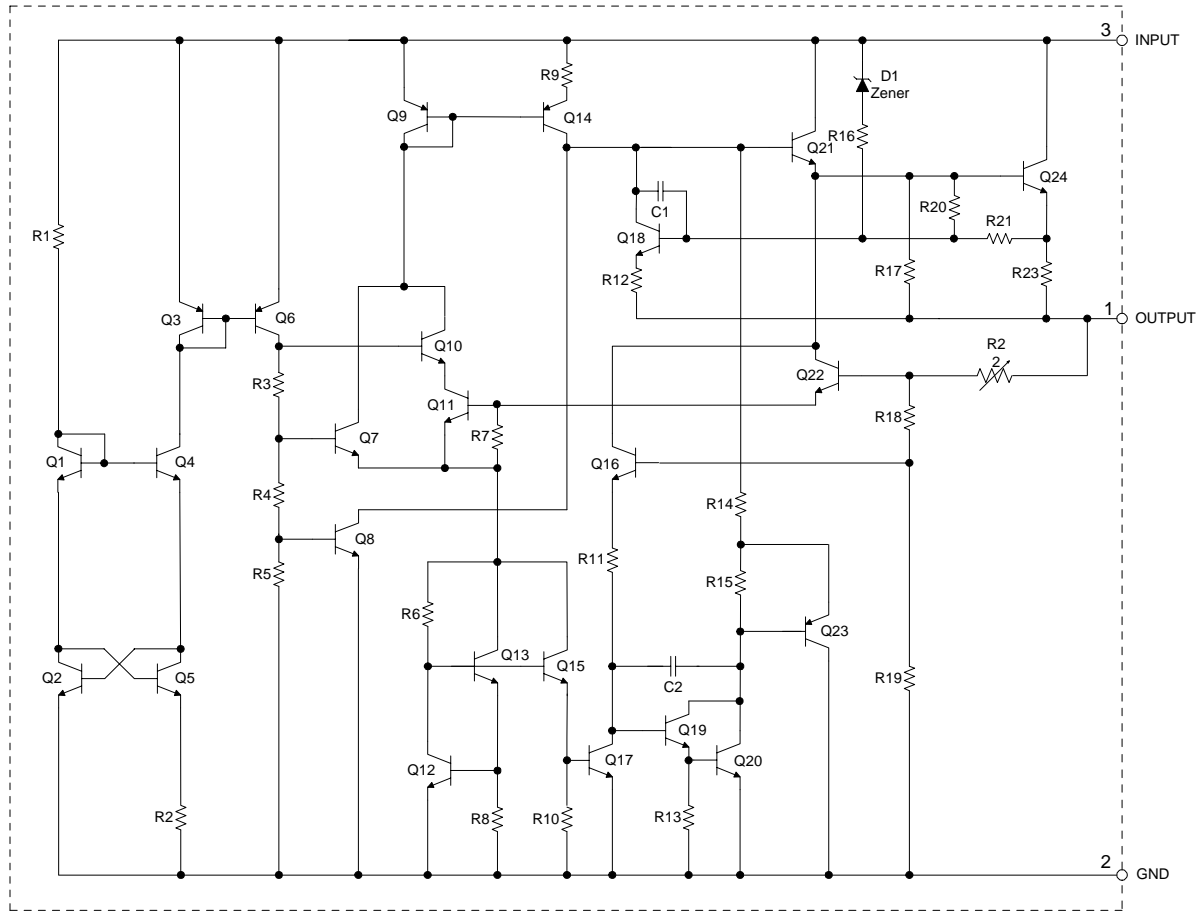 3 INPUT
R9
D1
Zener
Q9
Q14
R16
Q21
Q24
C1
R20
R21
R1
Q18
R12
R17
R23
Q3
Q6
1 OUTPUT
Q10
R2
2
R3
Q22
Q11
R18
Q7
R7
Q1
Q4
Q16
R4
R14
Q8
R11
R5
R15
R6
Q23
Q13
Q15
Q2
Q5
R19
C2
Q19
Q12
Q17
Q20
R2
R8
R10
R13
2 GND